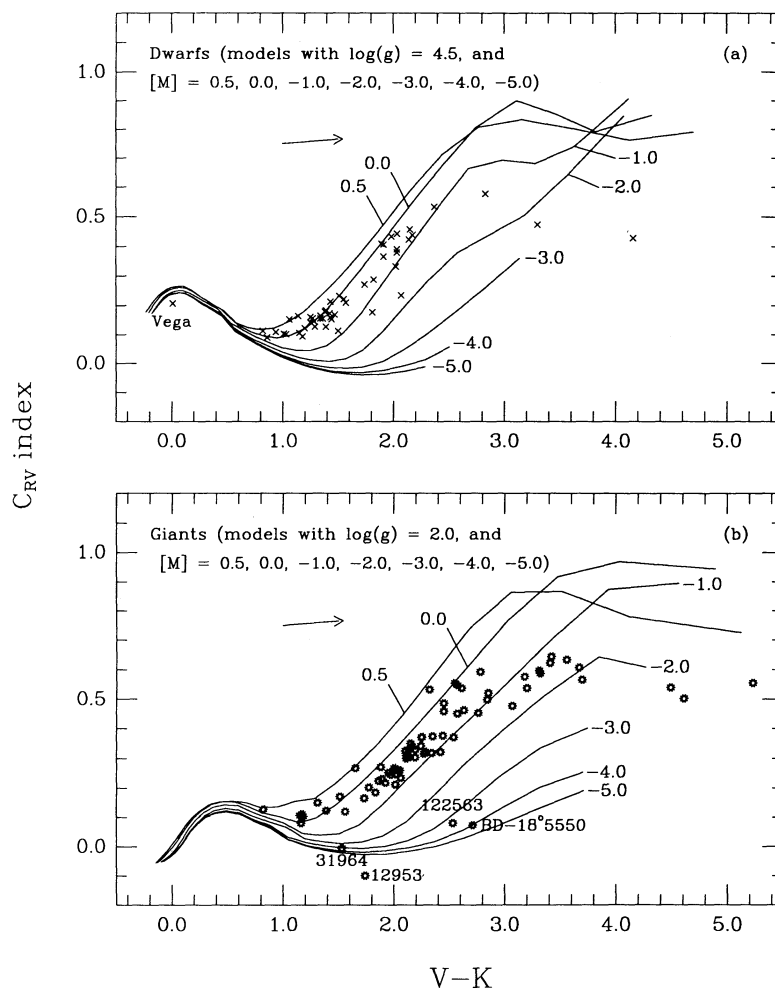 Dwarfs (models with log(g) = 4.5, and (a)
[M] = 0.5, 0.0, −1.0, −2.0, −3.0, −4.0, −5.0)
1.0
0.0
0.5
−1.0
−2.0
0.5
−3.0
Vega
−4.0
−5.0
0.0
0.0 1.0 2.0 3.0 4.0 5.0
C_RV index
Giants (models with log(g) = 2.0, and (b)
[M] = 0.5, 0.0, −1.0, −2.0, −3.0, −4.0, −5.0)
1.0
−1.0
0.0
0.5
−2.0
0.5
−3.0
−4.0
−5.0
122563
BD−18°5550
0.0
31964
12953
0.0 1.0 2.0 3.0 4.0 5.0
V−K